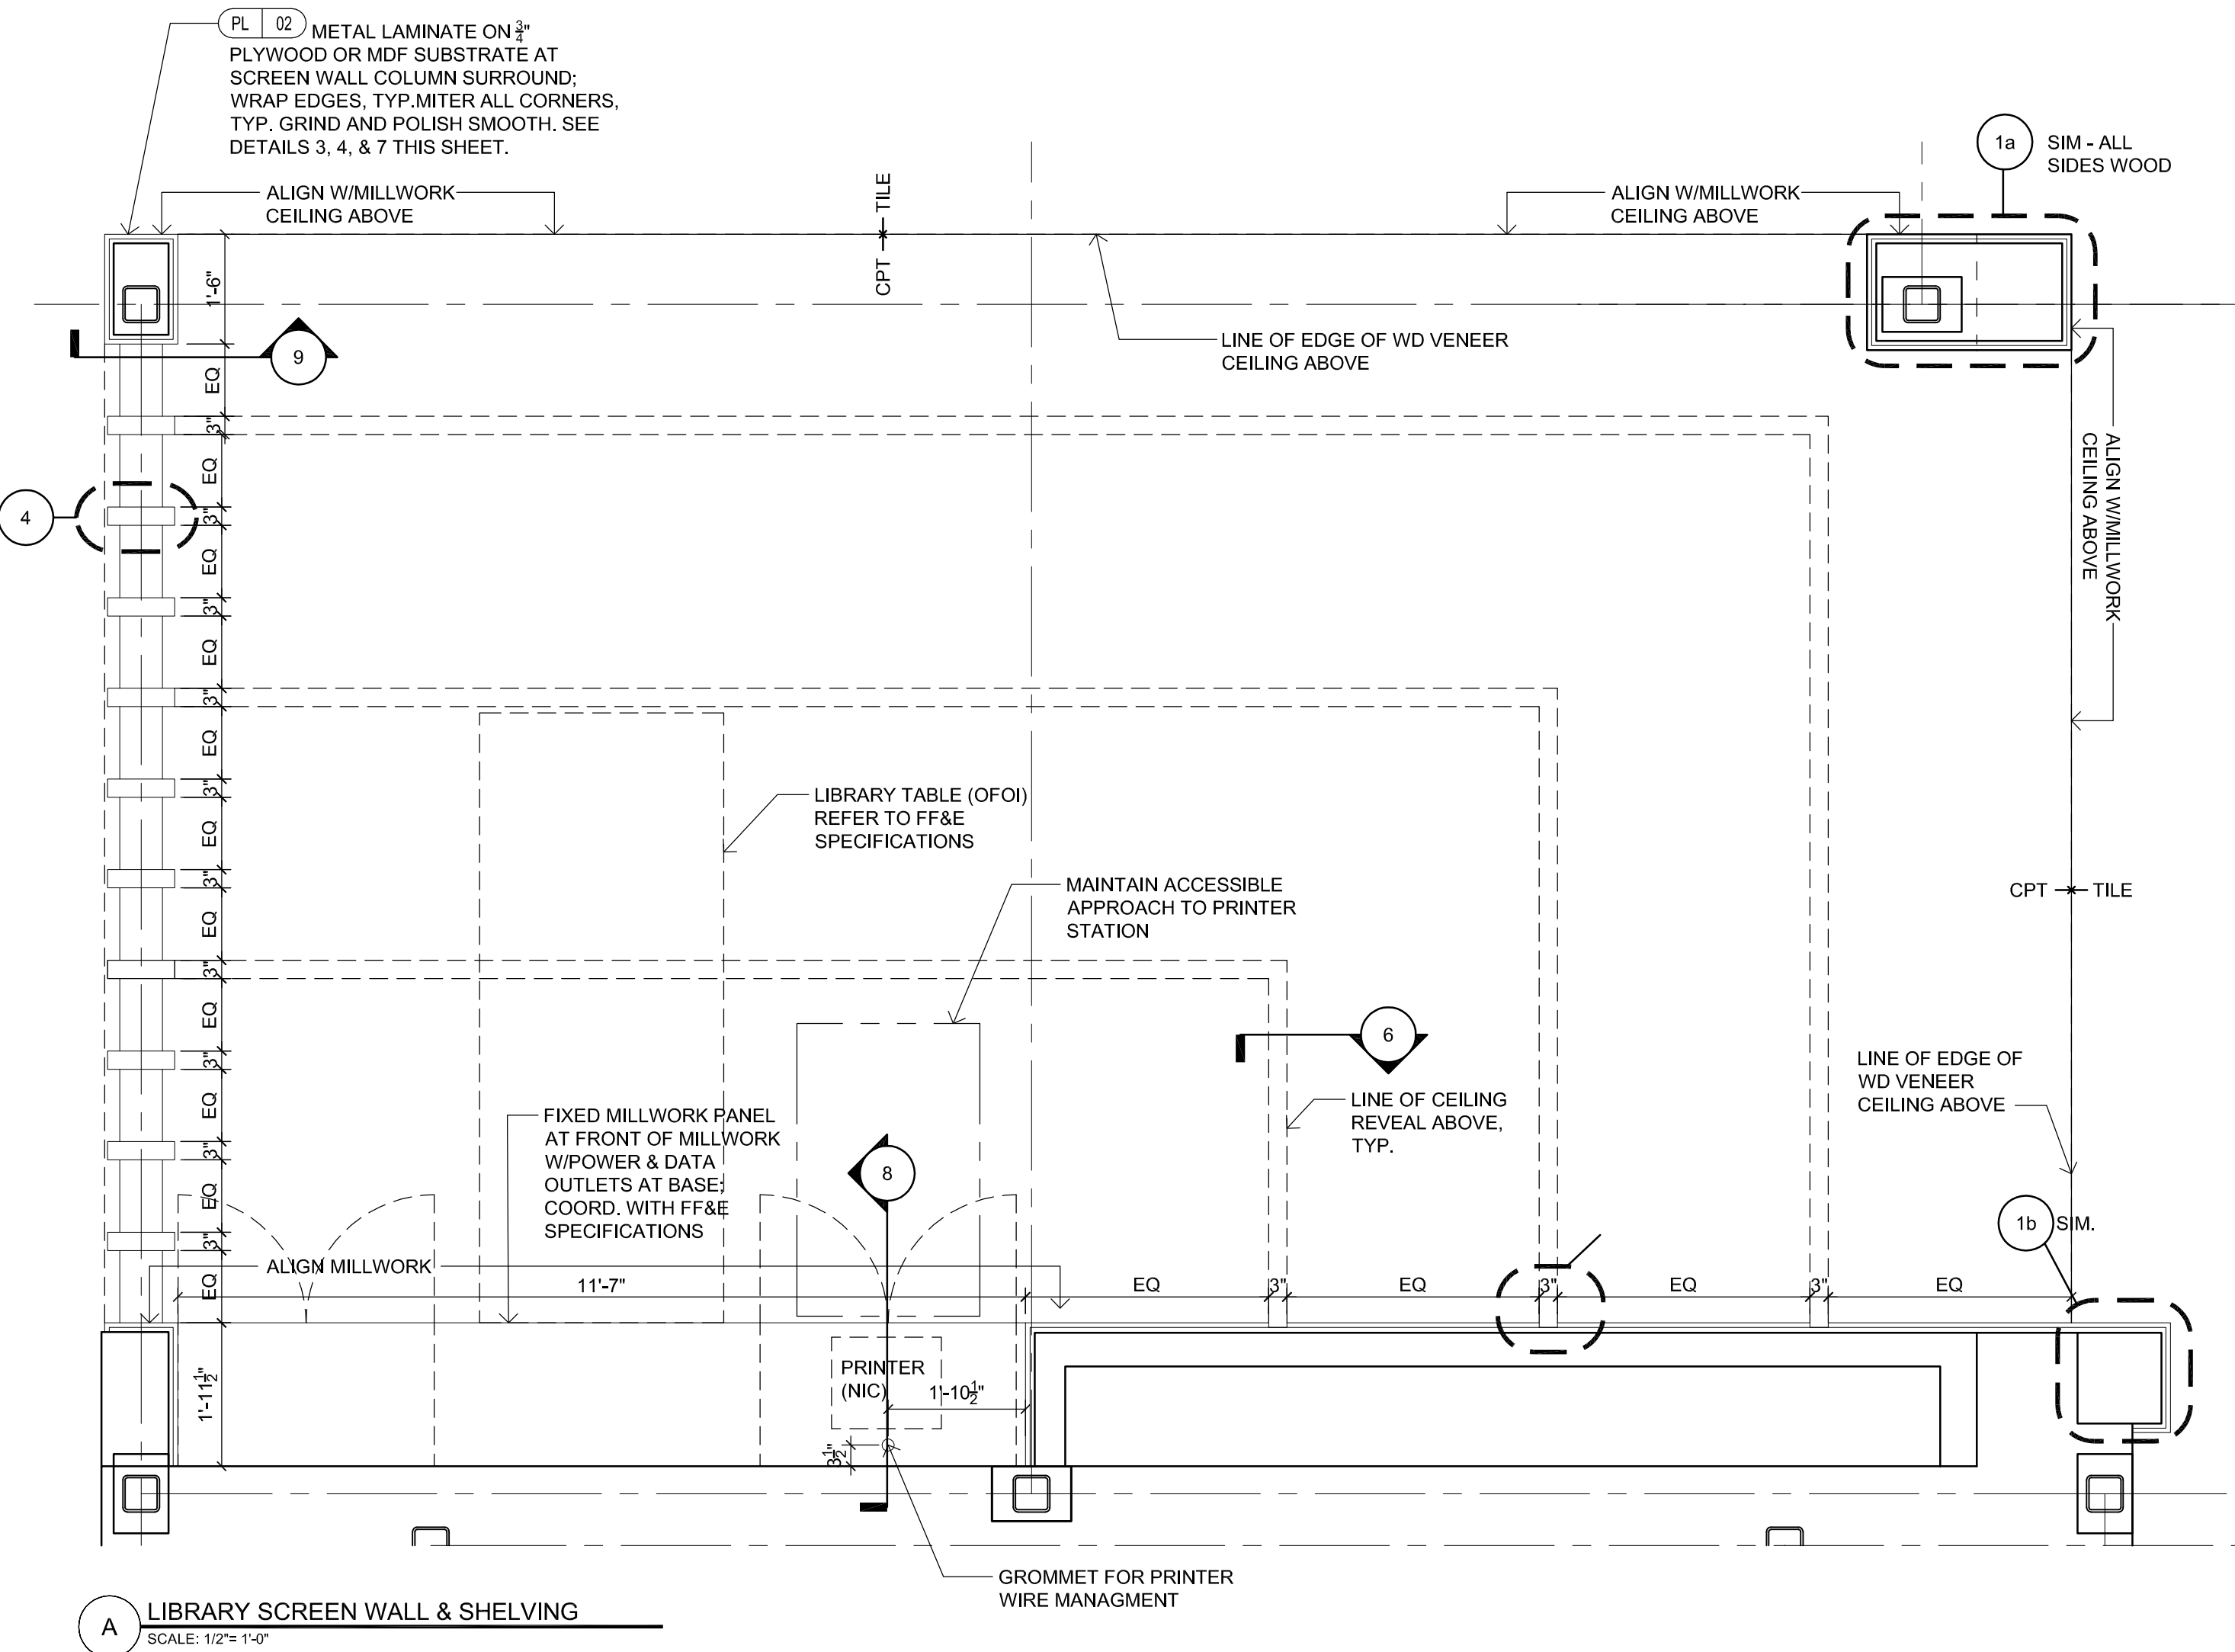 PL 02 METAL LAMINATE ON 3/4"
PLYWOOD OR MDF SUBSTRATE AT
SCREEN WALL COLUMN SURROUND;
WRAP EDGES, TYP.MITER ALL CORNERS,
TYP. GRIND AND POLISH SMOOTH. SEE
DETAILS 3, 4, & 7 THIS SHEET.
1a
SIM - ALL
SIDES WOOD
ALIGN W/MILLWORK
CEILING ABOVE
CPT TILE
ALIGN W/MILLWORK
CEILING ABOVE
1'-6"
9
LINE OF EDGE OF WD VENEER
CEILING ABOVE
ALIGN W/MILLWORK
CEILING ABOVE
4
EQ
3"
EQ
3"
EQ
3"
EQ
3"
EQ
3"
EQ
3"
EQ
3"
EQ
3"
EQ
3"
EQ
3"
EQ
LIBRARY TABLE (OFOI)
REFER TO FF&E
SPECIFICATIONS
MAINTAIN ACCESSIBLE
APPROACH TO PRINTER
STATION
CPT TILE
6
LINE OF CEILING
REVEAL ABOVE,
TYP.
LINE OF EDGE OF
WD VENEER
CEILING ABOVE
FIXED MILLWORK PANEL
AT FRONT OF MILLWORK
W/POWER & DATA
OUTLETS AT BASE;
COORD. WITH FF&E
SPECIFICATIONS
8
1b
SIM.
ALIGN MILLWORK
11'-7"
EQ
3"
EQ
3"
EQ
3"
EQ
1'-11 1/2"
PRINTER
(NIC)
1'-10 1/2"
3 1/2"
GROMMET FOR PRINTER
WIRE MANAGMENT
A
LIBRARY SCREEN WALL & SHELVING
SCALE: 1/2"= 1'-0"